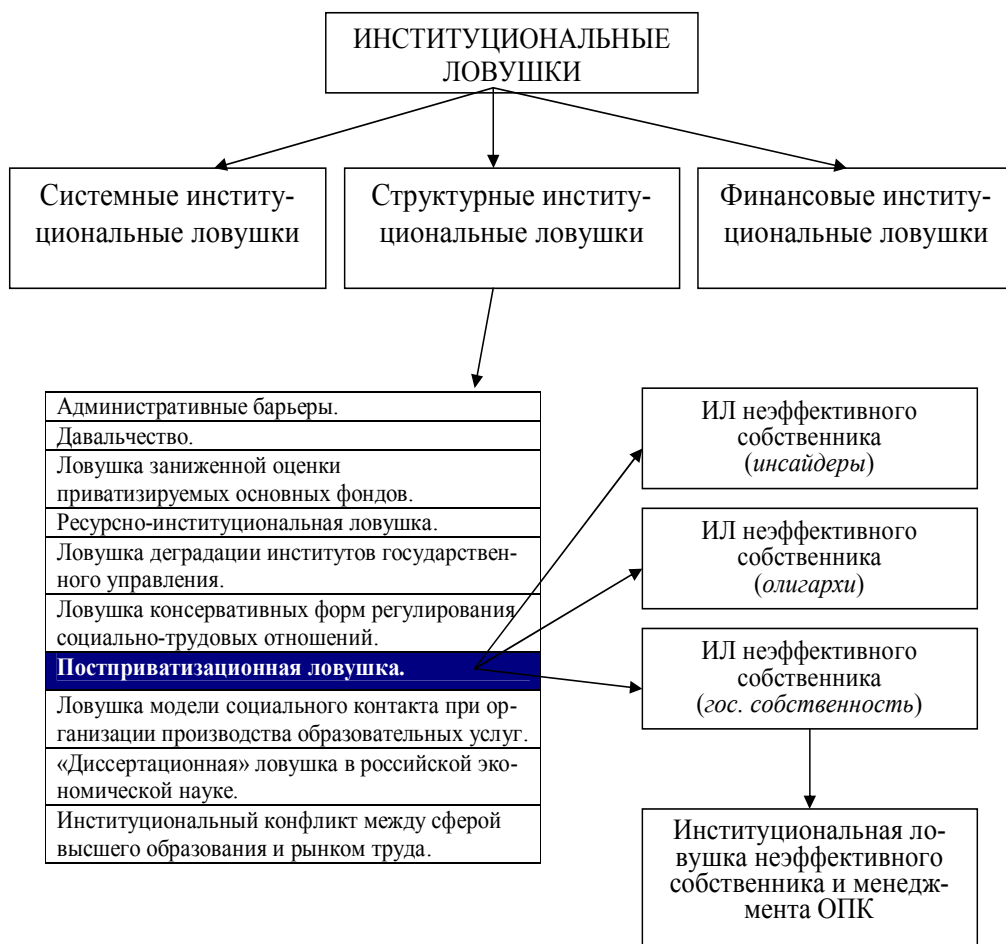 ИНСТИТУЦИОНАЛЬНЫЕ
ЛОВУШКИ
Системные институ-
циональные ловушки
Структурные институ-
циональные ловушки
Финансовые институ-
циональные ловушки
Административные барьеры.
Давальчество.
Ловушка заниженной оценки
приватизируемых основных фондов.
Ресурсно-институциональная ловушка.
Ловушка деградации институтов государствен-
ного управления.
Ловушка консервативных форм регулирования
социально-трудовых отношений.
Постприватизационная ловушка.
Ловушка модели социального контакта при ор-
ганизации производства образовательных услуг.
«Диссертационная» ловушка в российской эко-
номической науке.
Институциональный конфликт между сферой
высшего образования и рынком труда.
ИЛ неэффективного
собственника
(инсайдеры)
ИЛ неэффективного
собственника
(олигархи)
ИЛ неэффективного
собственника
(гос. собственность)
Институциональная ло-
вушка неэффективного
собственника и менедж-
мента ОПК